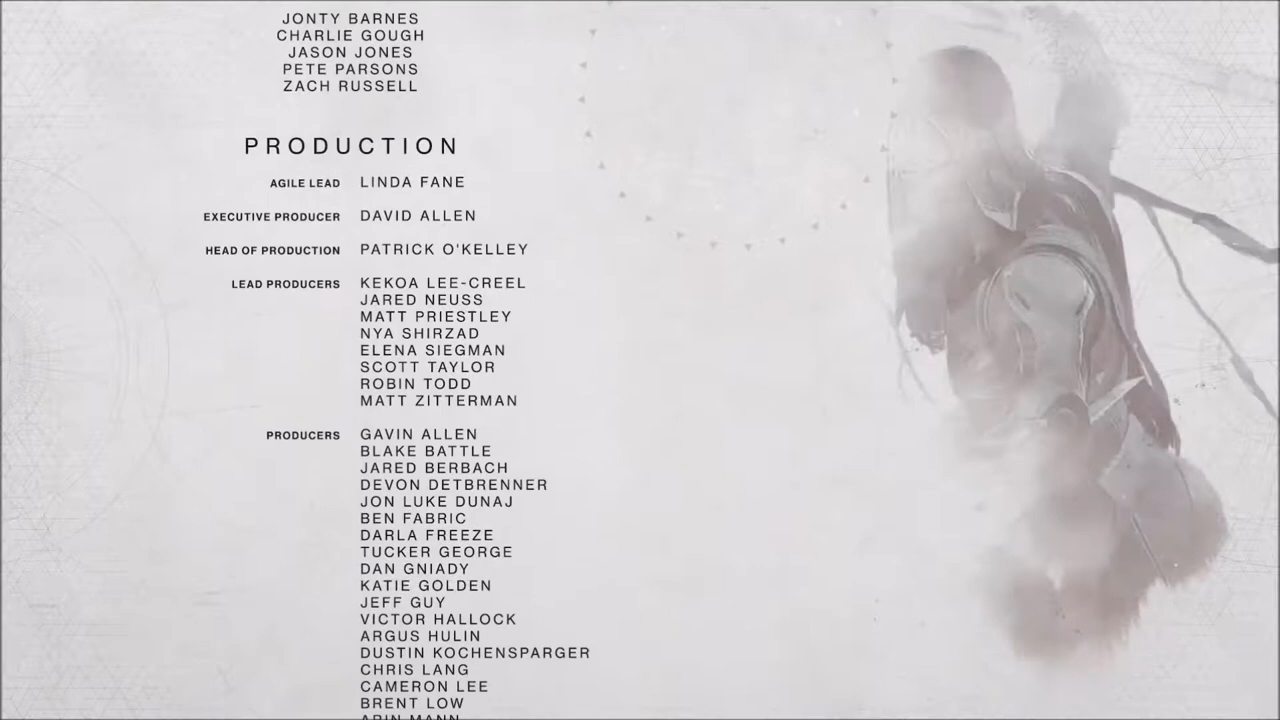 JONTY BARNES
CHARLIE GOUGH
JASON JONES
PETE PARSONS
ZACH RUSSELL
PRODUCTION
AGILE LEAD LINDA FANE
EXECUTIVE PRODUCER DAVID ALLEN
HEAD OF PRODUCTION PATRICK O'KELLEY
LEAD PRODUCERS KEKOA LEE-CREEL
JARED NEUSS
MATT PRIESTLEY
NYA SHIRZAD
ELENA SIEGMAN
SCOTT TAYLOR
ROBIN TODD
MATT ZITTERMAN
PRODUCERS GAVIN ALLEN
BLAKE BATTLE
JARED BERBACH
DEVON DETBRENNER
JON LUKE DUNAJ
BEN FABRIC
DARLA FREEZE
TUCKER GEORGE
DAN GNIADY
KATIE GOLDEN
JEFF GUY
VICTOR HALLOCK
ARGUS HULIN
DUSTIN KOCHENSPARGER
CHRIS LANG
CAMERON LEE
BRENT LOW